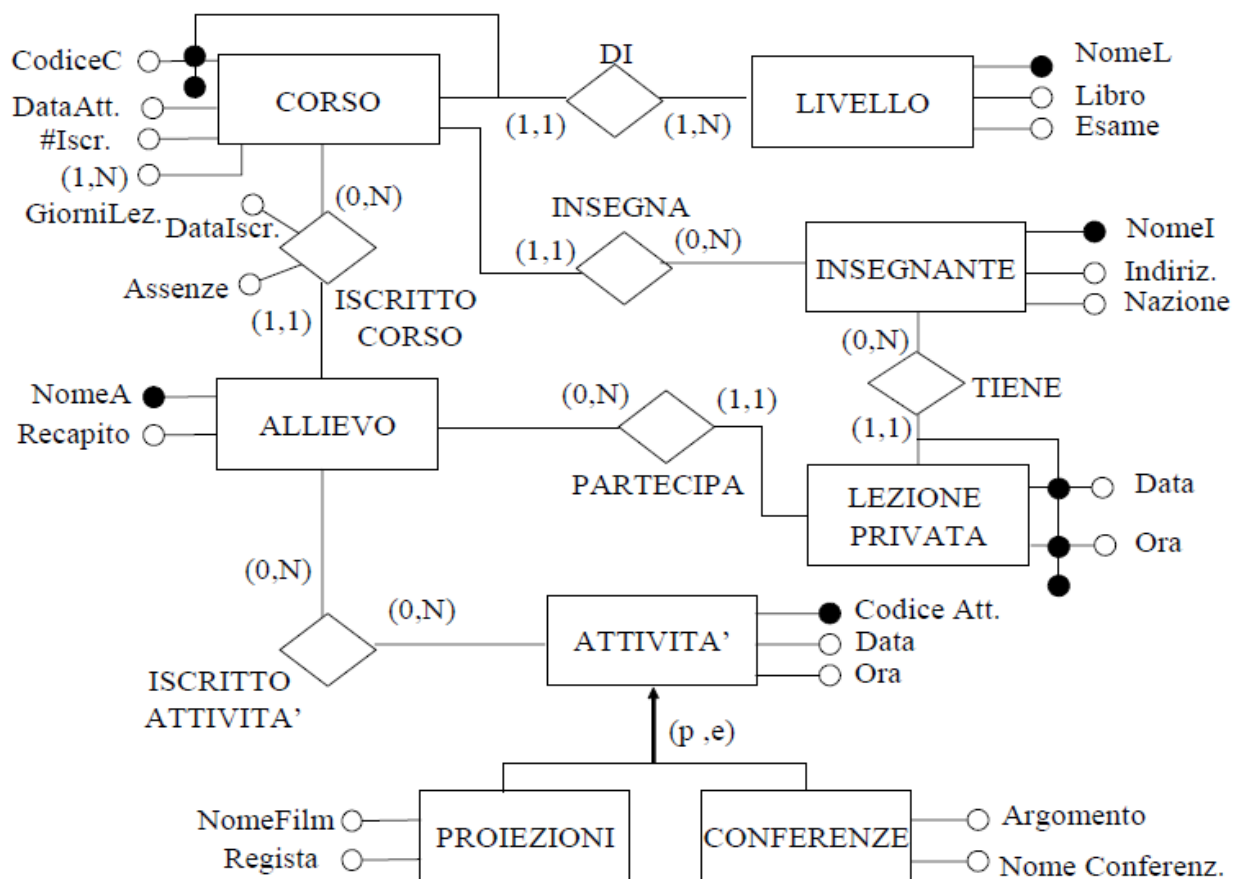 CodiceC
DataAtt.
#Iscr.
(1,N)
GiorniLez.
CORSO
DI
(1,1)
(1,N)
LIVELLO
NomeL
Libro
Esame
(0,N)
DataIscr.
Assenze
(1,1)
ISCRITTO
CORSO
INSEGNA
(1,1)
(0,N)
INSEGNANTE
NomeI
Indiriz.
Nazione
(0,N)
TIENE
(1,1)
NomeA
Recapito
ALLIEVO
(0,N)
(1,1)
PARTECIPA
LEZIONE
PRIVATA
Data
Ora
(0,N)
(0,N)
ISCRITTO
ATTIVITA’
ATTIVITA’
Codice Att.
Data
Ora
(p ,e)
NomeFilm
Regista
PROIEZIONI
CONFERENZE
Argomento
Nome Conferenz.